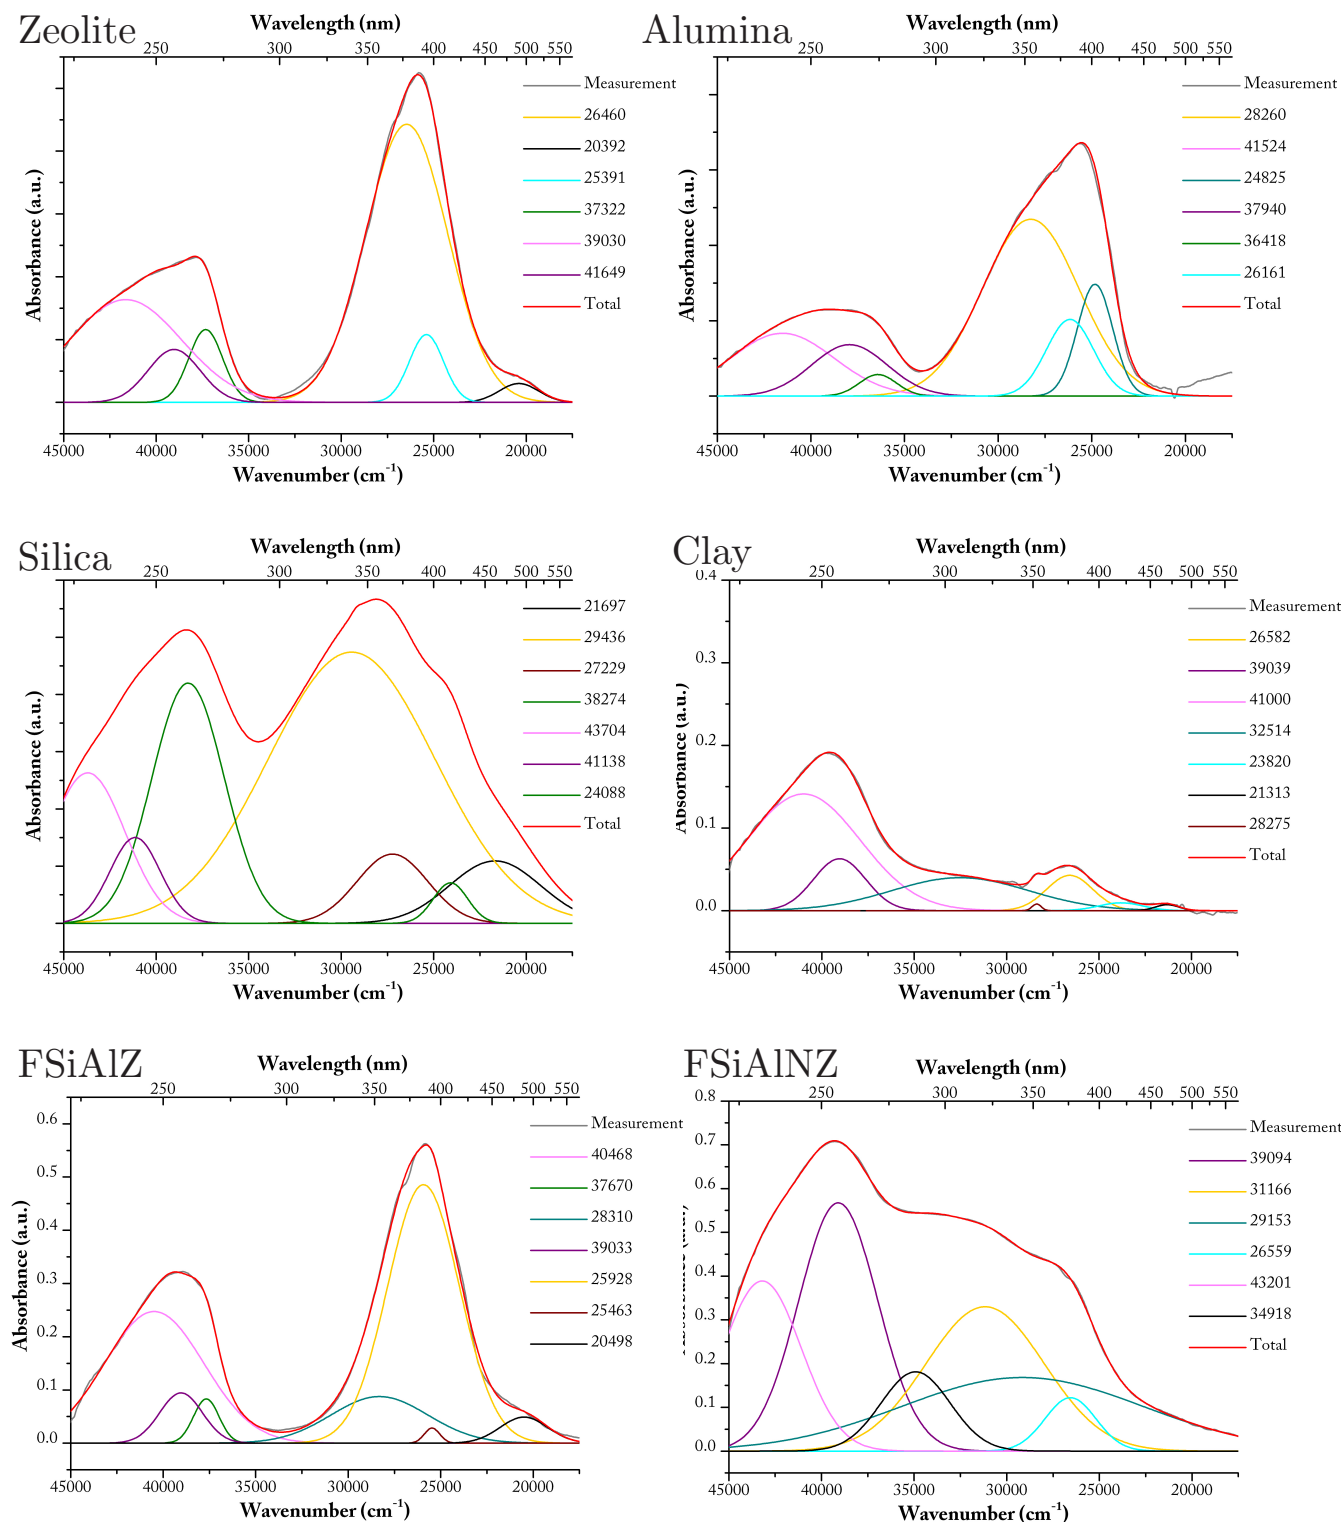 Zeolite
Wavelength (nm)
250 300 350 400 450 500 550
Absorbance (a.u.)
Measurement
26460
20392
25391
37322
39030
41649
Total
45000 40000 35000 30000 25000 20000
Wavenumber (cm-1)
Alumina
Wavelength (nm)
250 300 350 400 450 500 550
Absorbance (a.u.)
Measurement
28260
41524
24825
37940
36418
26161
Total
45000 40000 35000 30000 25000 20000
Wavenumber (cm-1)
Silica
Wavelength (nm)
250 300 350 400 450 500 550
Absorbance (a.u.)
21697
29436
27229
38274
43704
41138
24088
Total
45000 40000 35000 30000 25000 20000
Wavenumber (cm-1)
Clay
Wavelength (nm)
250 300 350 400 450 500 550
0.4
0.3
0.2
0.1
0.0
Absorbance (a.u.)
Measurement
26582
39039
41000
32514
23820
21313
28275
Total
45000 40000 35000 30000 25000 20000
Wavenumber (cm-1)
FSiAlZ
Wavelength (nm)
250 300 350 400 450 500 550
0.6
0.5
0.4
0.3
0.2
0.1
0.0
Absorbance (a.u.)
Measurement
40468
37670
28310
39033
25928
25463
20498
45000 40000 35000 30000 25000 20000
Wavenumber (cm-1)
FSiAlNZ
Wavelength (nm)
250 300 350 400 450 500 550
0.8
0.7
0.6
0.5
0.4
0.3
0.2
0.1
0.0
Measurement
39094
31166
29153
26559
43201
34918
Total
45000 40000 35000 30000 25000 20000
Wavenumber (cm-1)